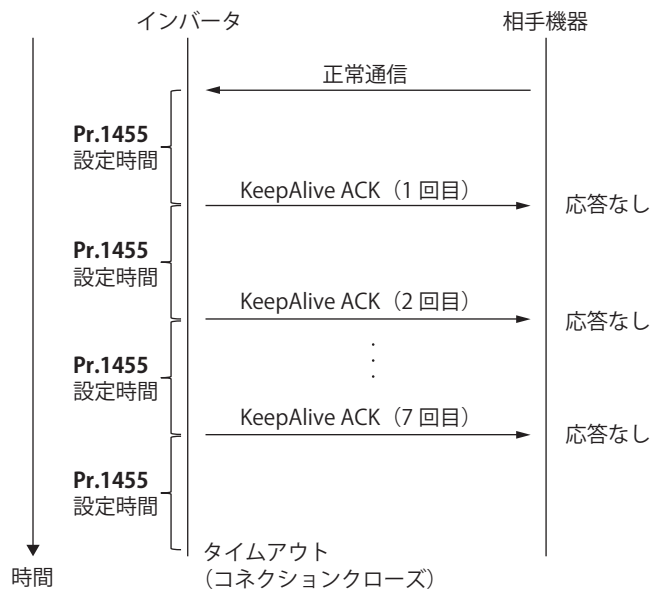 インバータ
相手機器
正常通信
Pr.1455
設定時間
KeepAlive ACK（1 回目）
応答なし
Pr.1455
設定時間
KeepAlive ACK（2 回目）
応答なし
Pr.1455
設定時間
KeepAlive ACK（7 回目）
応答なし
Pr.1455
設定時間
タイムアウト
（コネクションクローズ）
時間